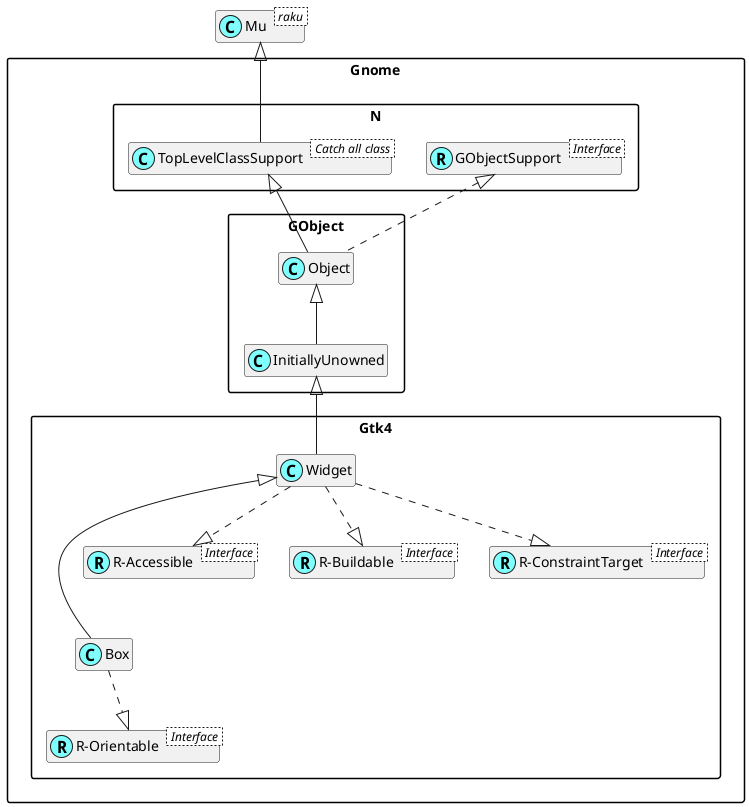 C Mu raku
Gnome
N
C TopLevelClassSupport Catch all class
R GObjectSupport Interface
GObject
C Object
C InitiallyUnowned
Gtk4
C Widget
R R-Accessible Interface
R R-Buildable Interface
R R-ConstraintTarget Interface
C Box
R R-Orientable Interface